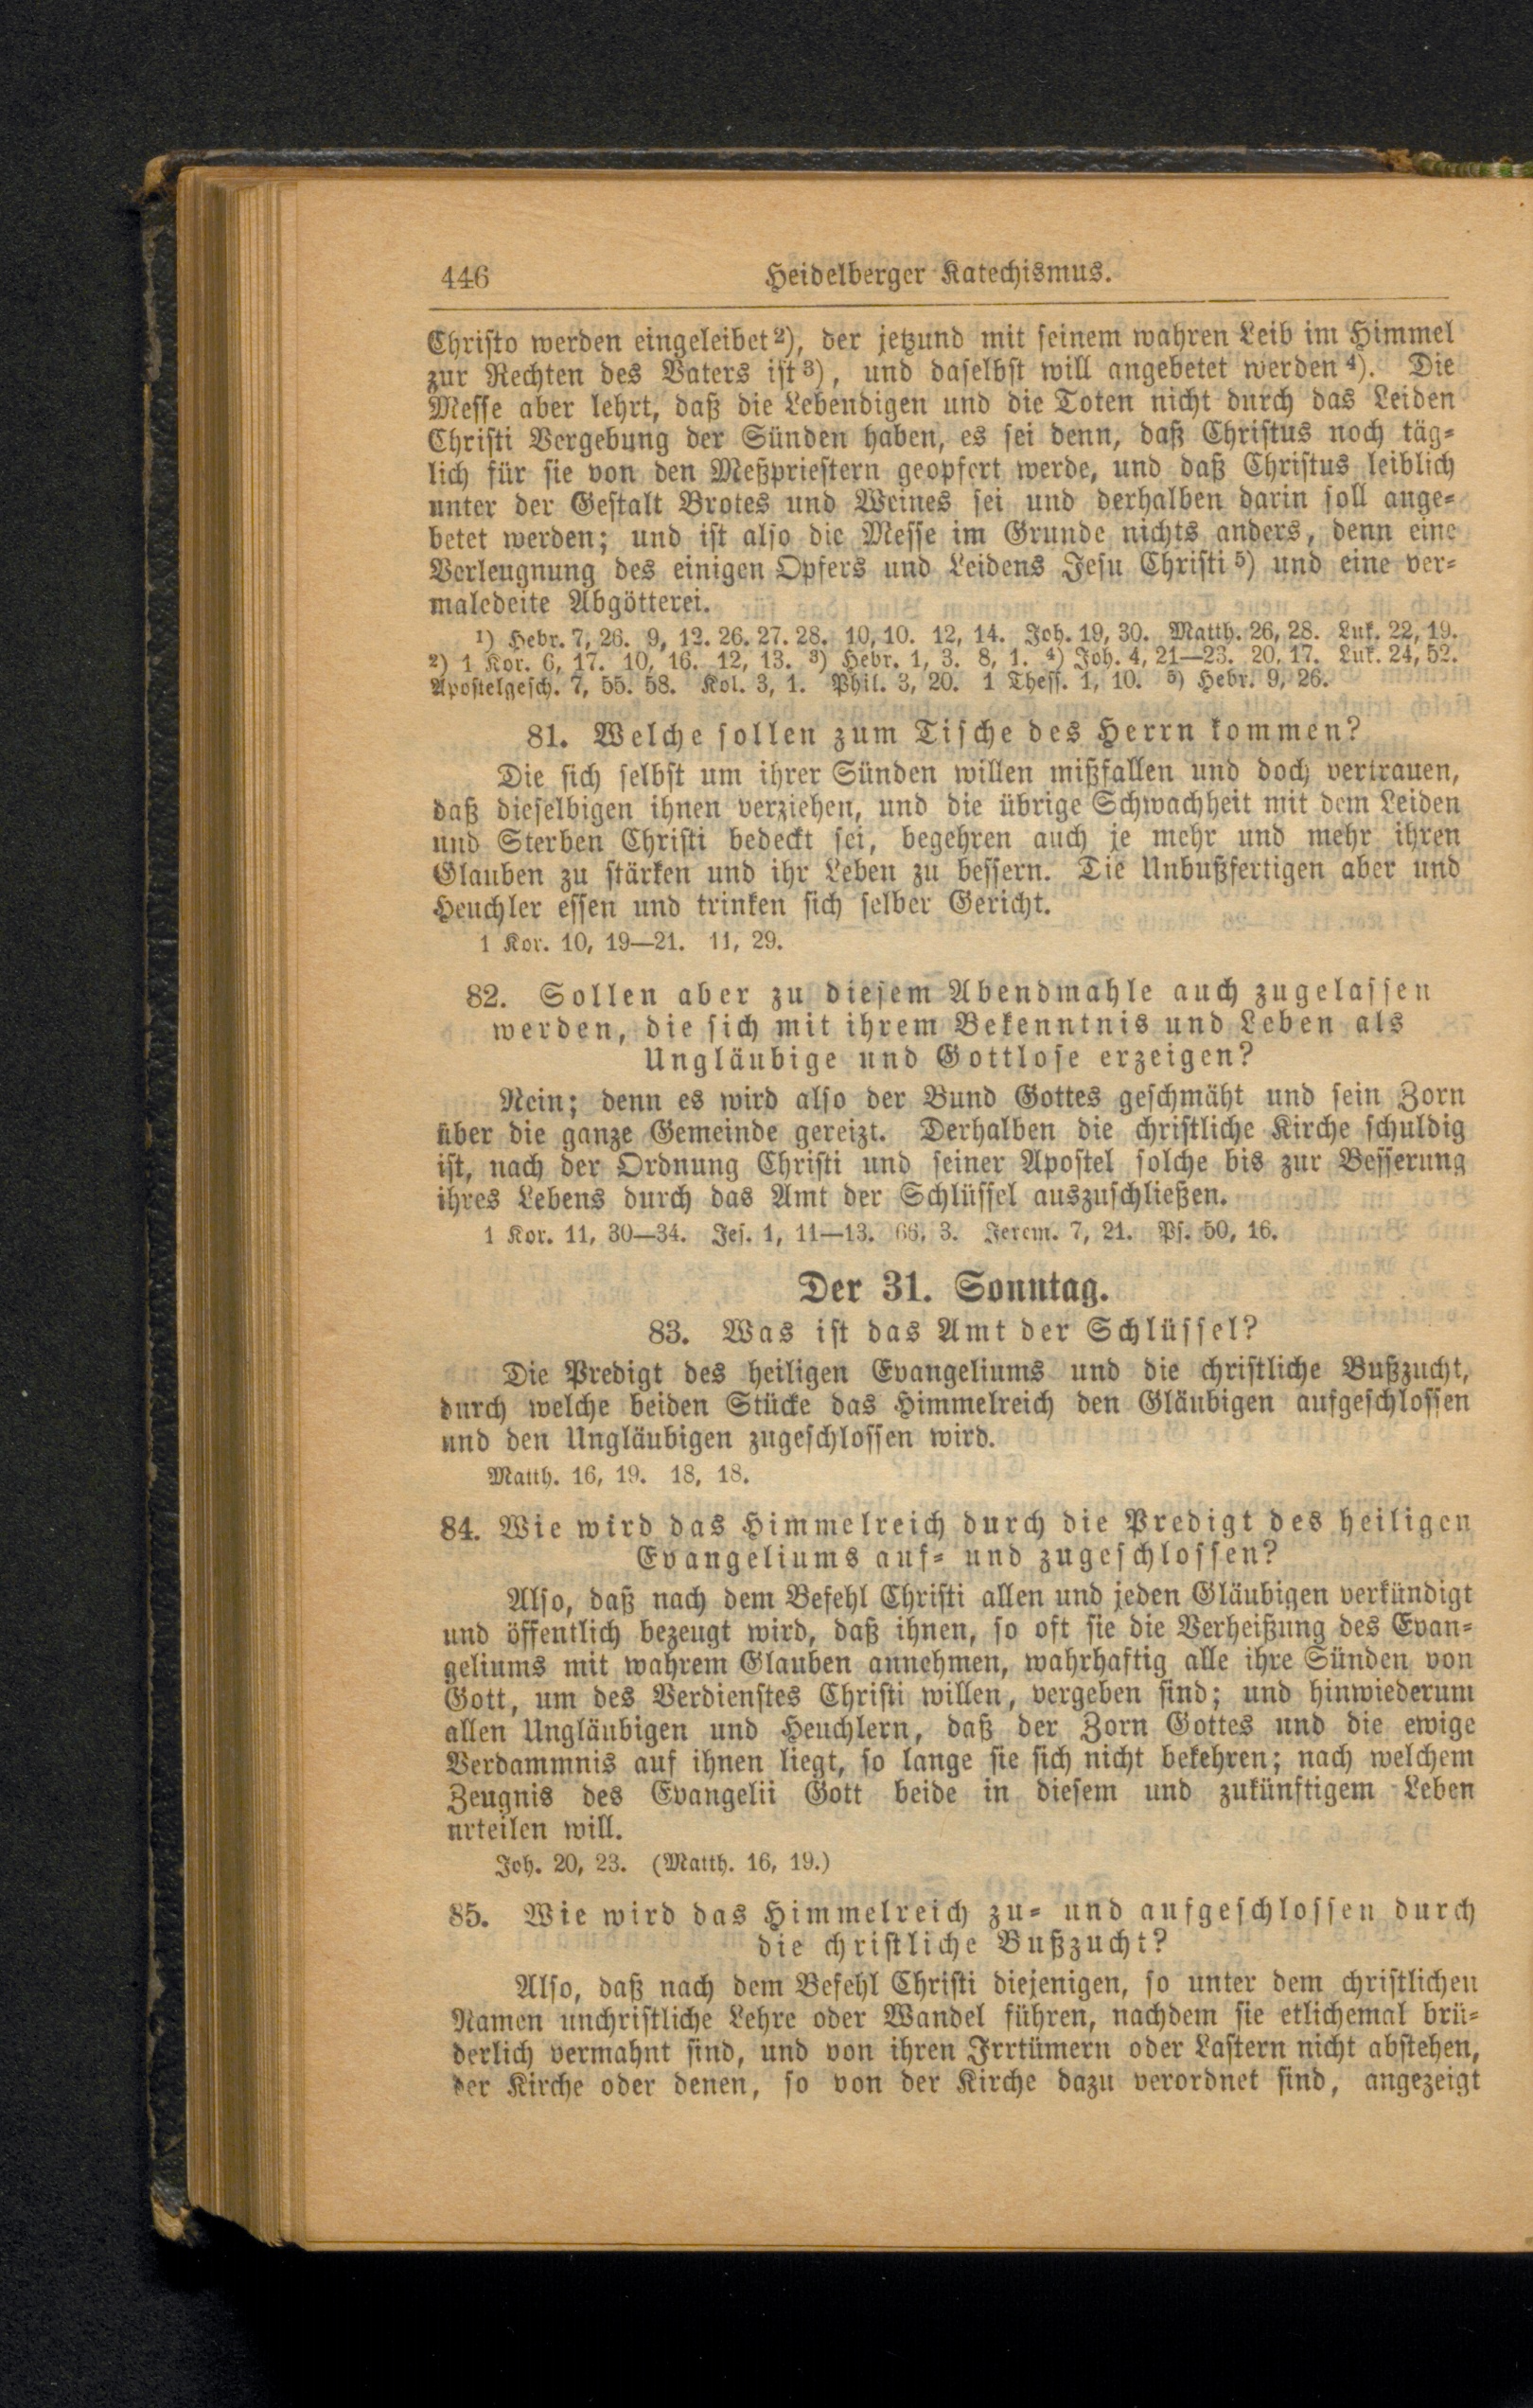 446
Heidelberger Katechismus.
Christo werden eingeleibet²), der jetzund mit seinem wahren Leib im Himmel
zur Rechten des Vaters ist³), und daselbst will angebetet werden⁴). Die
Messe aber lehrt, daß die Lebendigen und die Toten nicht durch das Leiden
Christi Vergebung der Sünden haben, es sei denn, daß Christus noch täg-
lich für sie von den Meßpriestern geopfert werde, und daß Christus leiblich
unter der Gestalt Brotes und Weines sei und derhalben darin soll ange-
betet werden; und ist also die Messe im Grunde nichts anders, denn eine
Verleugnung des einigen Opfers und Leidens Jesu Christi⁵) und eine ver-
maledeite Abgötterei.
¹) Hebr. 7, 26. 9, 12. 26. 27. 28. 10, 10. 12, 14. Joh. 19, 30. Matth. 26, 28. Luk. 22, 19.
²) 1 Kor. 6, 17. 10, 16. 12, 13. ³) Hebr. 1, 3. 8, 1. ⁴) Joh. 4, 21—23. 20, 17. Luk. 24, 52.
Apostelgesch. 7, 55. 58. Kol. 3, 1. Phil. 3, 20. 1 Thess. 1, 10. ⁵) Hebr. 9, 26.
81. Welche sollen zum Tische des Herrn kommen?
Die sich selbst um ihrer Sünden willen mißfallen und doch vertrauen,
daß dieselbigen ihnen verziehen, und die übrige Schwachheit mit dem Leiden
und Sterben Christi bedeckt sei, begehren auch je mehr und mehr ihren
Glauben zu stärken und ihr Leben zu bessern. Die Unbußfertigen aber und
Heuchler essen und trinken sich selber Gericht.
1 Kor. 10, 19—21. 11, 29.
82. Sollen aber zu diesem Abendmahle auch zugelassen
werden, die sich mit ihrem Bekenntnis und Leben als
Ungläubige und Gottlose erzeigen?
Nein; denn es wird also der Bund Gottes geschmäht und sein Zorn
über die ganze Gemeinde gereizt. Derhalben die christliche Kirche schuldig
ist, nach der Ordnung Christi und seiner Apostel solche bis zur Besserung
ihres Lebens durch das Amt der Schlüssel auszuschließen.
1 Kor. 11, 30—34. Jes. 1, 11—13. 66, 3. Jerem. 7, 21. Ps. 50, 16.
Der 31. Sonntag.
83. Was ist das Amt der Schlüssel?
Die Predigt des heiligen Evangeliums und die christliche Bußzucht,
durch welche beiden Stücke das Himmelreich den Gläubigen aufgeschlossen
und den Ungläubigen zugeschlossen wird.
Matth. 16, 19. 18, 18.
84. Wie wird das Himmelreich durch die Predigt des heiligen
Evangeliums auf- und zugeschlossen?
Also, daß nach dem Befehl Christi allen und jeden Gläubigen verkündigt
und öffentlich bezeugt wird, daß ihnen, so oft sie die Verheißung des Evan-
geliums mit wahrem Glauben annehmen, wahrhaftig alle ihre Sünden von
Gott, um des Verdienstes Christi willen, vergeben sind; und hinwiederum
allen Ungläubigen und Heuchlern, daß der Zorn Gottes und die ewige
Verdammnis auf ihnen liegt, so lange sie sich nicht bekehren; nach welchem
Zeugnis des Evangelii Gott beide in diesem und zukünftigem Leben
urteilen will.
Joh. 20, 23. (Matth. 16, 19.)
85. Wie wird das Himmelreich zu- und aufgeschlossen durch
die christliche Bußzucht?
Also, daß nach dem Befehl Christi diejenigen, so unter dem christlichen
Namen unchristliche Lehre oder Wandel führen, nachdem sie etlichemal brü-
derlich vermahnt sind, und von ihren Irrtümern oder Lastern nicht abstehen,
der Kirche oder denen, so von der Kirche dazu verordnet sind, angezeigt